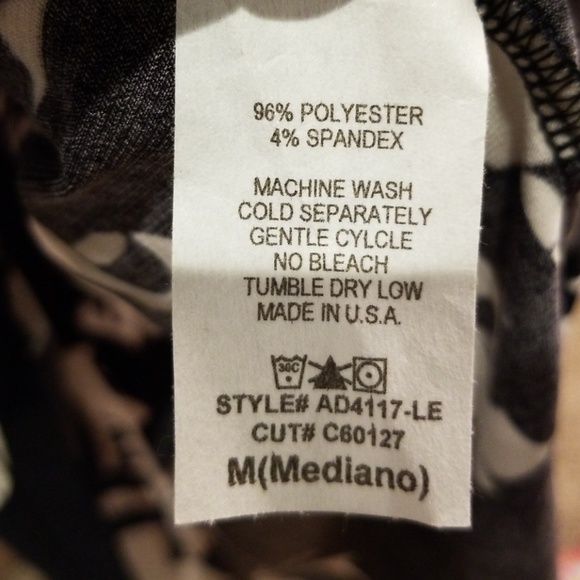 96% POLYESTER
4% SPANDEX
MACHINE WASH
COLD SEPARATELY
GENTLE CYLCLE
NO BLEACH
TUMBLE DRY LOW
MADE IN U.S.A.
30C
STYLE# AD4117-LE
CUT# C60127
M(Mediano)